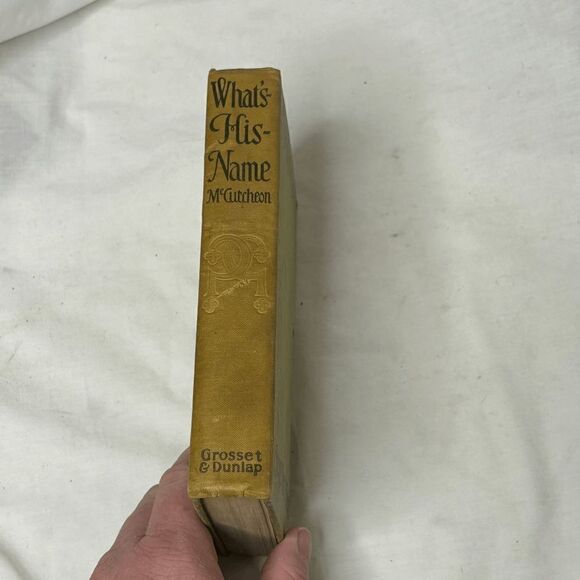 What's-
His-
Name
McCutcheon
Grosset
& Dunlap